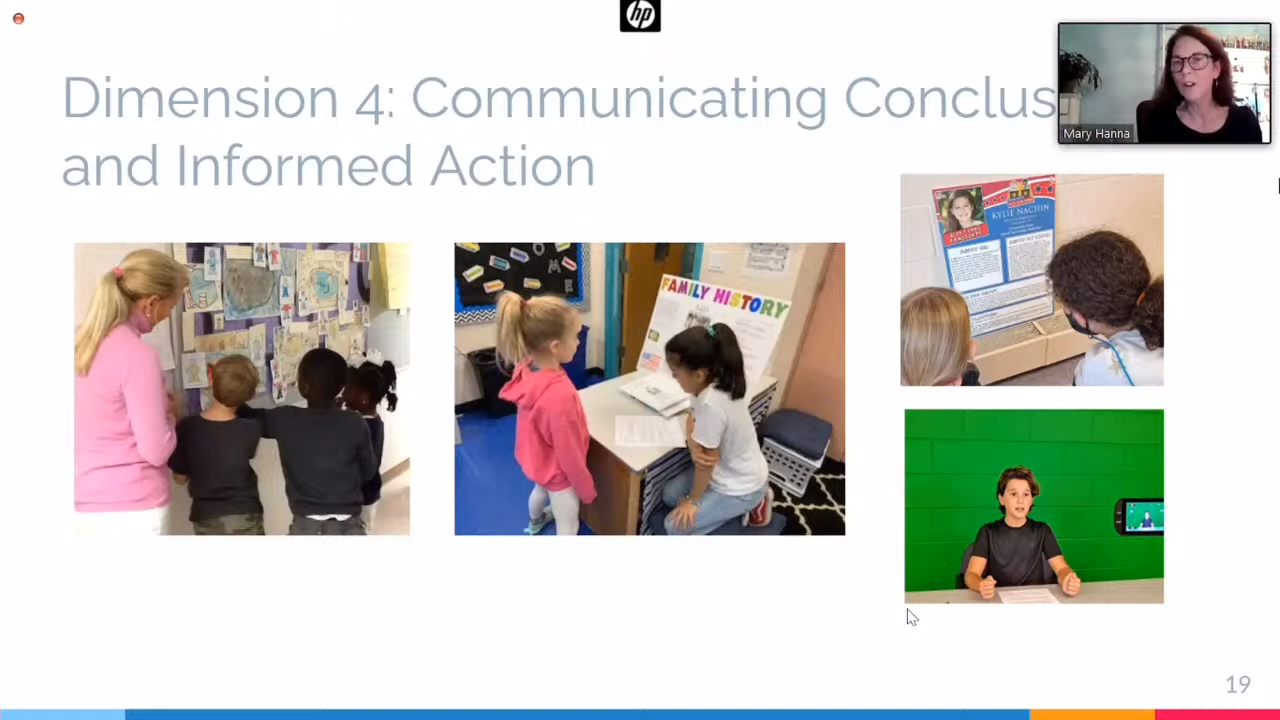 hp
Dimension 4: Communicating Conclus
and Informed Action
Mary Hanna
KYLIE NACHIN
FAMILY HISTORY
19